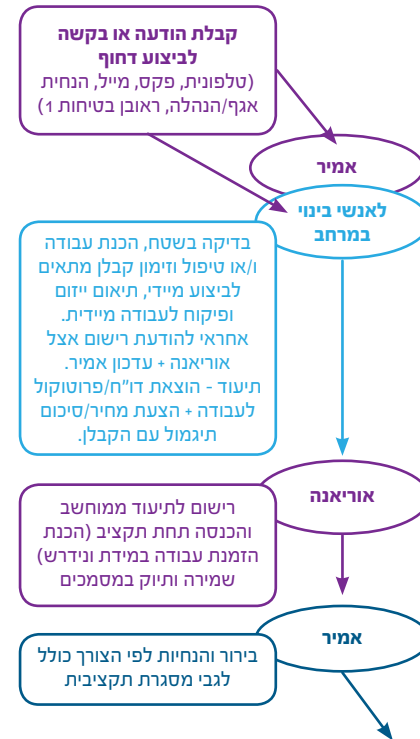 קבלת הודעה או בקשה
לביצוע דחוף
(טלפונית, פקס, מייל, הנחית
אגף/הנהלה, ראובן בטיחות 1)
אמיר
לאנשי בינוי
במרחב
בדיקה בשטח, הכנת עבודה
ו/או טיפול וזימון קבלן מתאים
לביצוע מיידי, תיאום ייזום
ופיקוח לעבודה מיידית.
אחראי להודעת רישום אצל
אוריאנה + עדכון אמיר.
תיעוד - הוצאת דו"ח/פרוטוקול
לעבודה + הצעת מחיר/סיכום
תיגמול עם הקבלן.
אוריאנה
רישום לתיעוד ממוחשב
והכנסה תחת תקציב (הכנת
הזמנת עבודה במידת ונידרש)
שמירה ותיוק במסמכים
אמיר
בירור והנחיות לפי הצורך כולל
לגבי מסגרת תקציבית